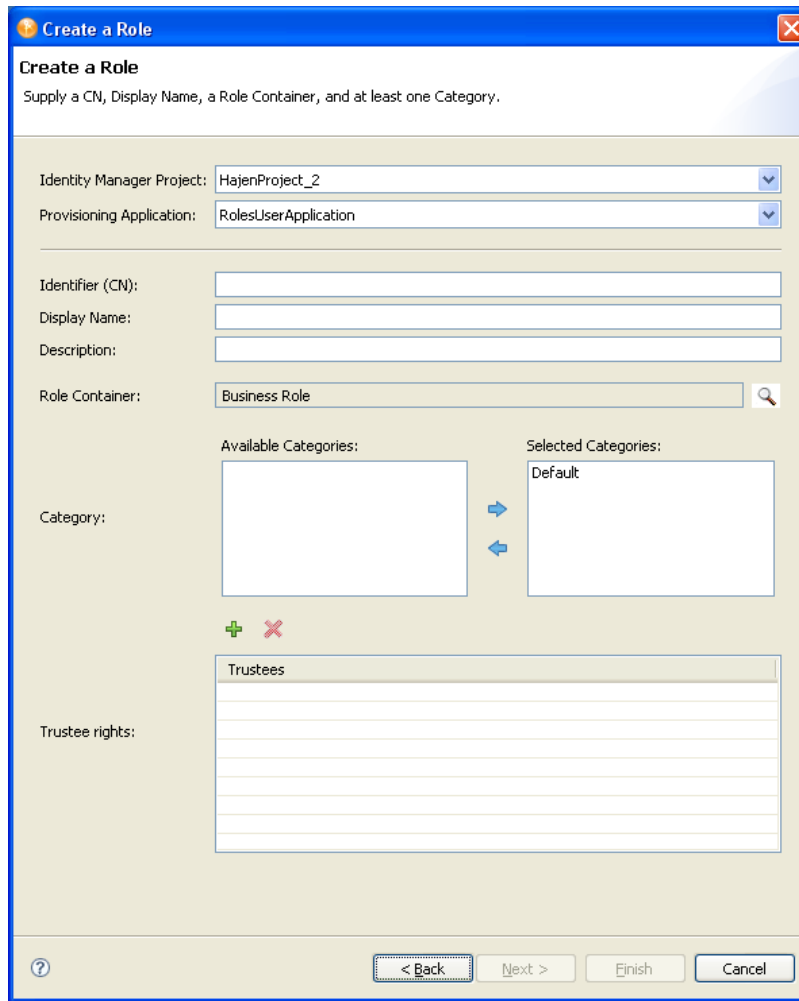 Create a Role
Create a Role
Supply a CN, Display Name, a Role Container, and at least one Category.
Identity Manager Project: HajenProject_2
Provisioning Application: RolesUserApplication
Identifier (CN):
Display Name:
Description:
Role Container: Business Role
Available Categories: Selected Categories:
Default
Category:
Trustees
Trustee rights:
< Back Next > Finish Cancel